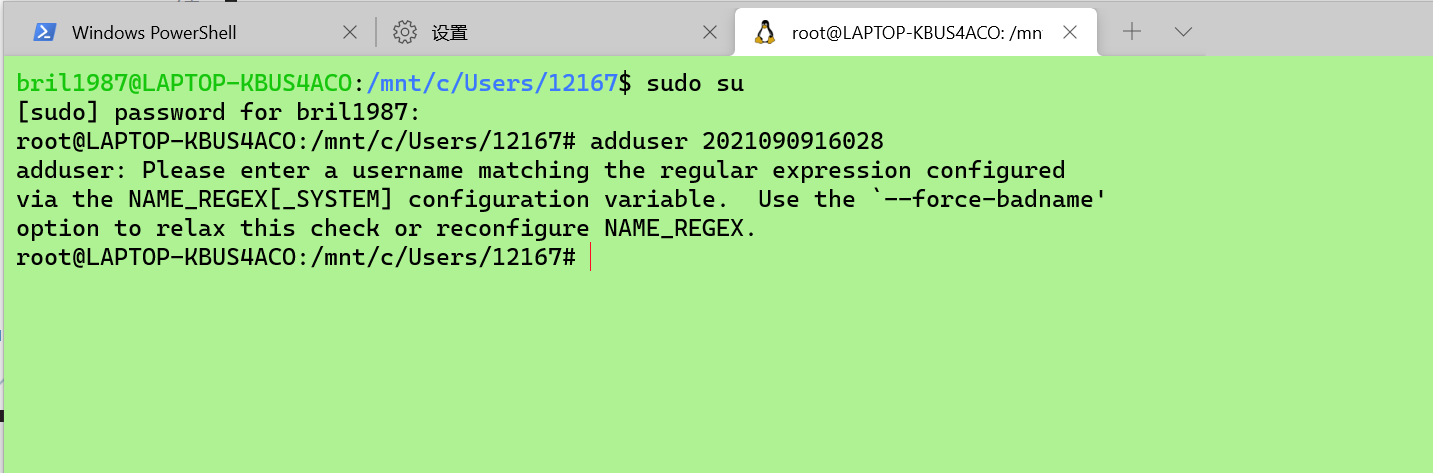 Windows PowerShell
设置
root@LAPTOP-KBUS4ACO: /mn
bril1987@LAPTOP-KBUS4ACO:/mnt/c/Users/12167$ sudo su
[sudo] password for bril1987:
root@LAPTOP-KBUS4ACO:/mnt/c/Users/12167# adduser 2021090916028
adduser: Please enter a username matching the regular expression configured
via the NAME_REGEX[_SYSTEM] configuration variable.  Use the `--force-badname'
option to relax this check or reconfigure NAME_REGEX.
root@LAPTOP-KBUS4ACO:/mnt/c/Users/12167#